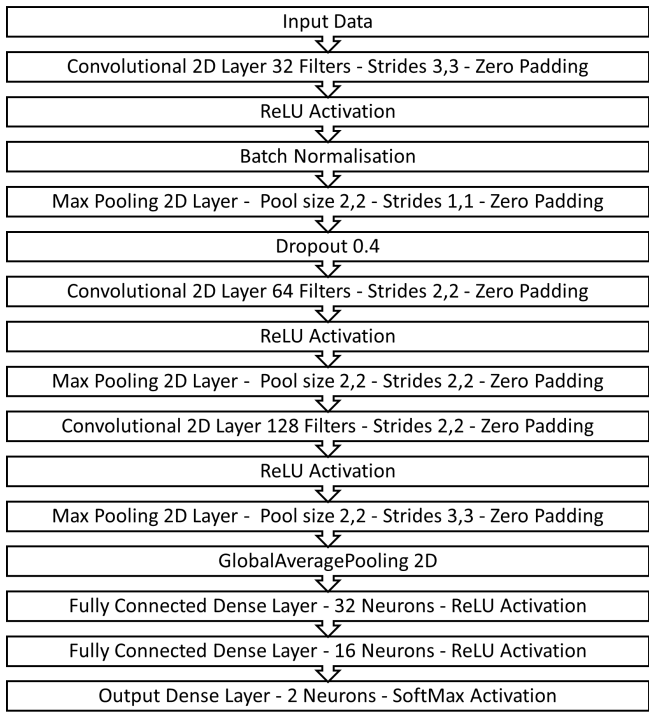 Input Data
Convolutional 2D Layer 32 Filters - Strides 3,3 - Zero Padding
ReLU Activation
Batch Normalisation
Max Pooling 2D Layer - Pool size 2,2 - Strides 1,1 - Zero Padding
Dropout 0.4
Convolutional 2D Layer 64 Filters - Strides 2,2 - Zero Padding
ReLU Activation
Max Pooling 2D Layer - Pool size 2,2 - Strides 2,2 - Zero Padding
Convolutional 2D Layer 128 Filters - Strides 2,2 - Zero Padding
ReLU Activation
Max Pooling 2D Layer - Pool size 2,2 - Strides 3,3 - Zero Padding
GlobalAveragePooling 2D
Fully Connected Dense Layer - 32 Neurons - ReLU Activation
Fully Connected Dense Layer - 16 Neurons - ReLU Activation
Output Dense Layer - 2 Neurons - SoftMax Activation